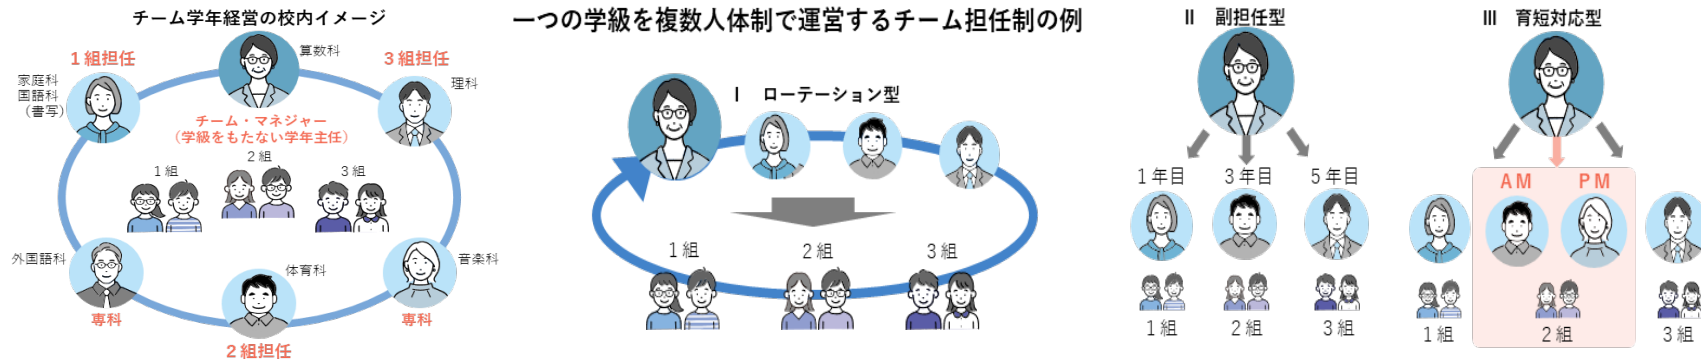 チーム学年経営の校内イメージ
算数科
1組担任
3組担任
家庭科
国語科
（書写）
理科
チーム・マネジャー
（学級をもたない学年主任）
1組
2組
3組
外国語科
体育科
音楽科
専科
専科
2組担任
一つの学級を複数人体制で運営するチーム担任制の例
Ⅰ ローテーション型
1組
2組
3組
Ⅱ 副担任型
1年目
3年目
5年目
1組
2組
3組
Ⅲ 育短対応型
AM
PM
1組
2組
3組